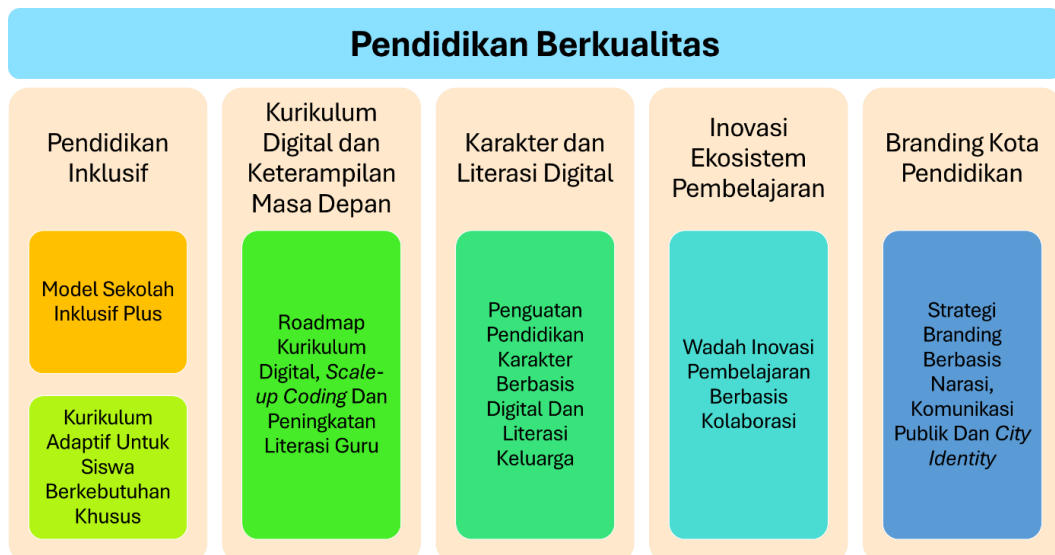 Pendidikan Berkualitas
Pendidikan
Inklusif
Model Sekolah
Inklusif Plus
Kurikulum
Adaptif Untuk
Siswa
Berkebutuhan
Khusus
Kurikulum
Digital dan
Keterampilan
Masa Depan
Roadmap
Kurikulum
Digital, Scale-
up Coding Dan
Peningkatan
Literasi Guru
Karakter dan
Literasi Digital
Penguatan
Pendidikan
Karakter
Berbasis
Digital Dan
Literasi
Keluarga
Inovasi
Ekosistem
Pembelajaran
Wadah Inovasi
Pembelajaran
Berbasis
Kolaborasi
Branding Kota
Pendidikan
Strategi
Branding
Berbasis
Narasi,
Komunikasi
Publik Dan City
Identity